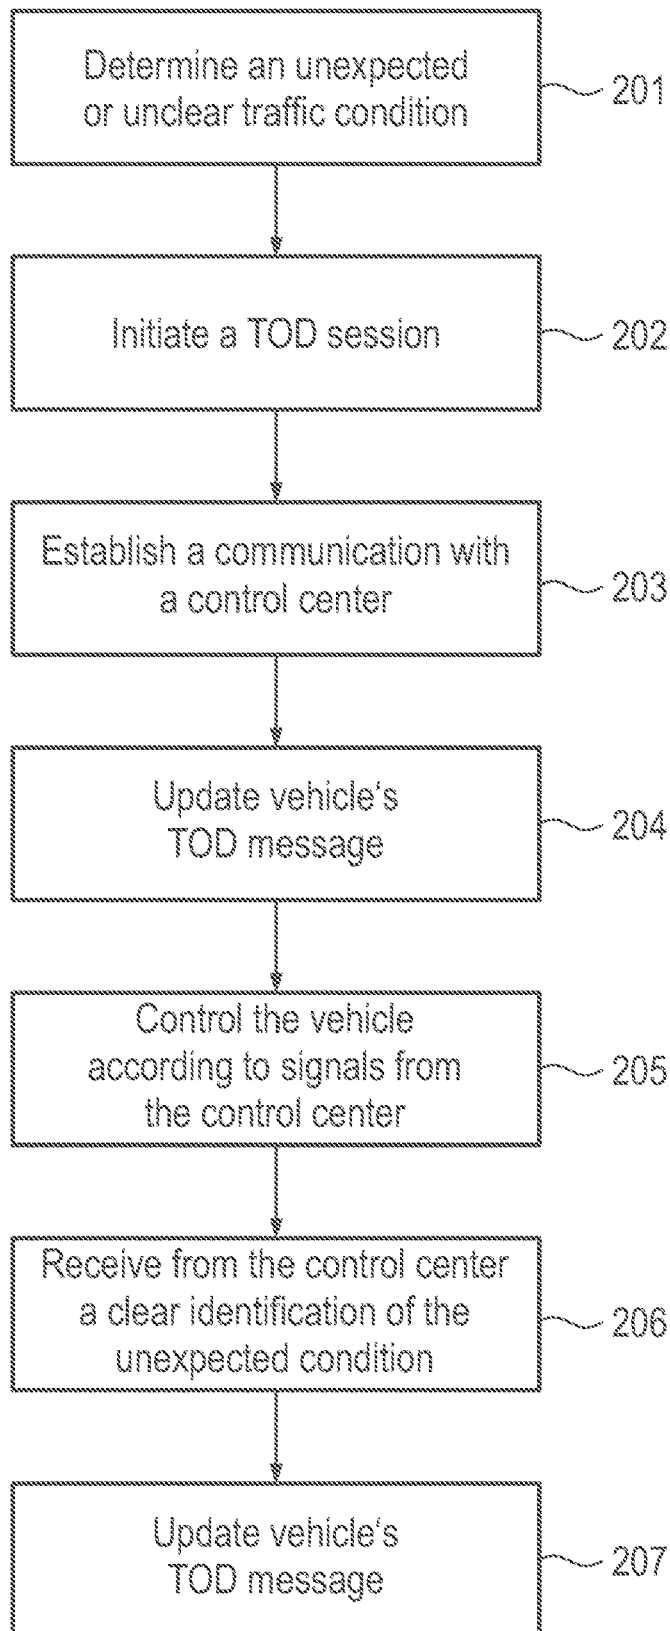 Determine an unexpected
or unclear traffic condition
201
Initiate a TOD session
202
Establish a communication with
a control center
203
Update vehicle‘s
TOD message
204
Control the vehicle
according to signals from
the control center
205
Receive from the control center
a clear identification of the
unexpected condition
206
Update vehicle‘s
TOD message
207